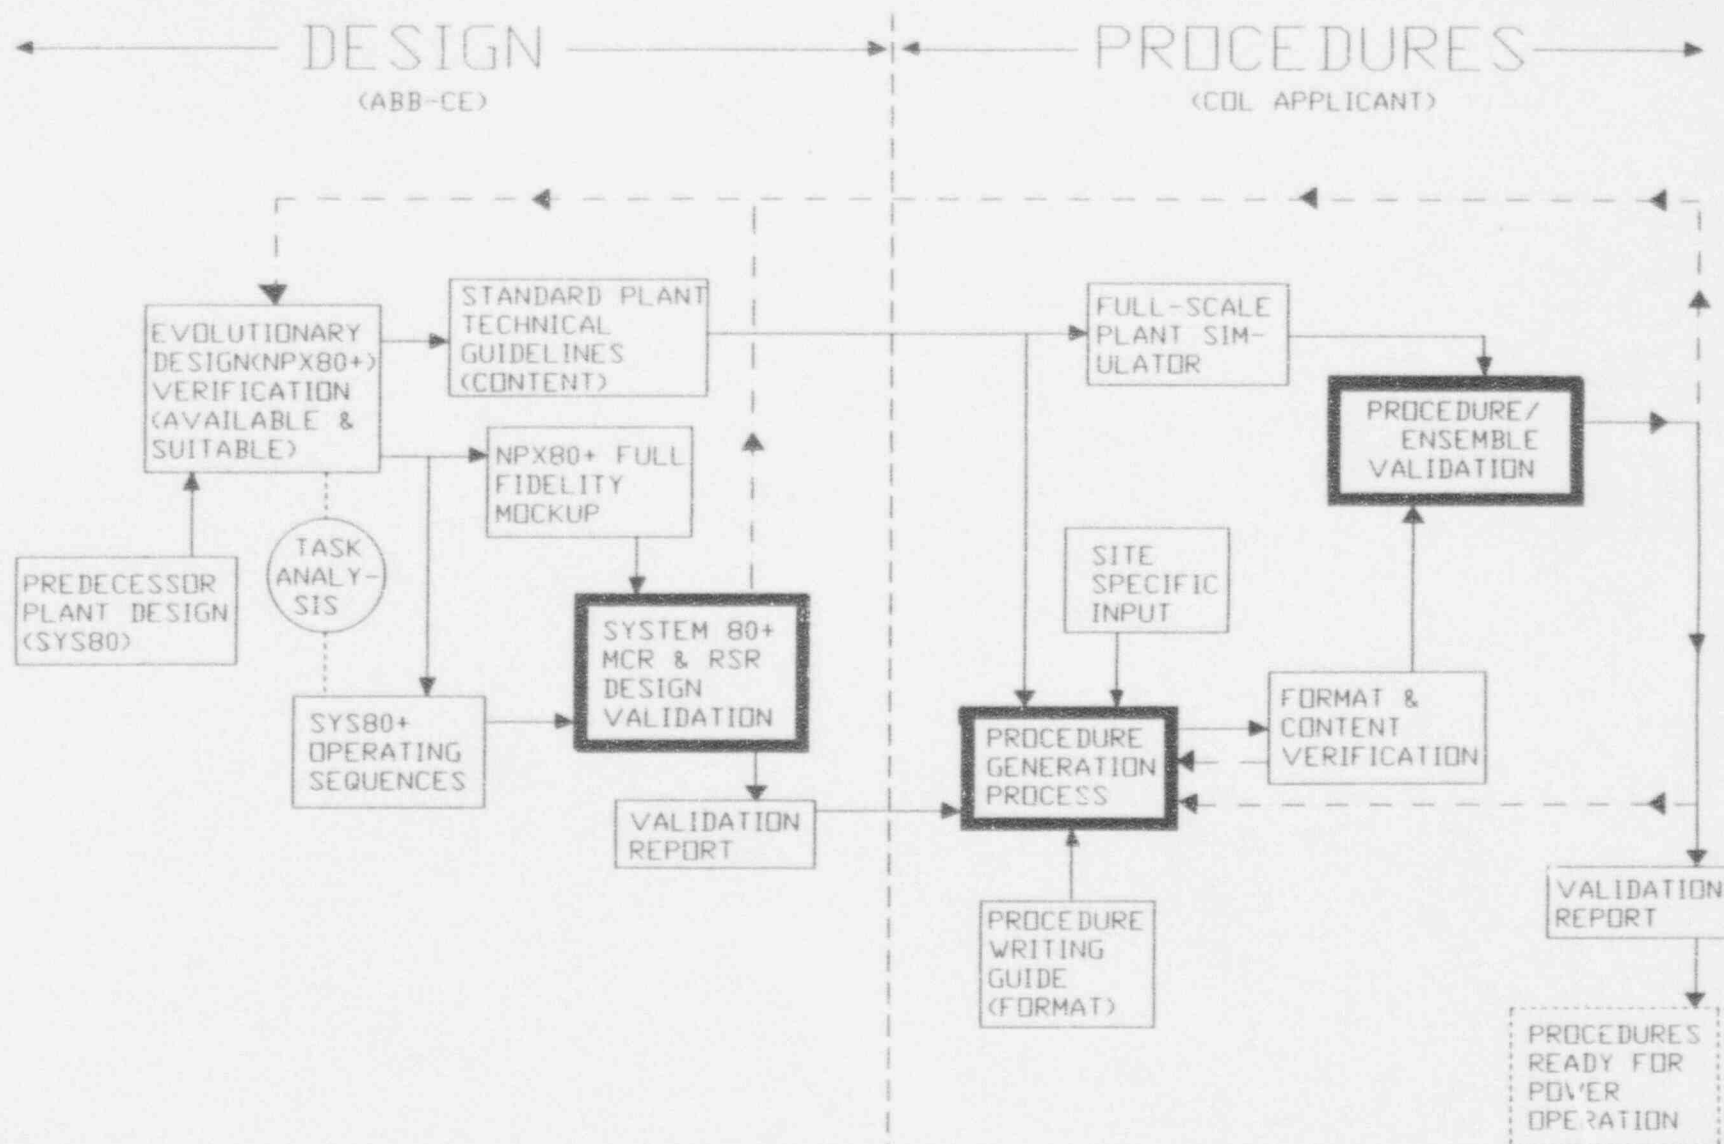 DESIGN
(ABB-CE)
PROCEDURES
(COL APPLICANT)
EVOLUTIONARY
DESIGN(NPX80+)
VERIFICATION
(AVAILABLE &
SUITABLE)
STANDARD PLANT
TECHNICAL
GUIDELINES
(CONTENT)
NPX80+ FULL
FIDELITY
MOCKUP
TASK
ANALY-
SIS
PREDECESSOR
PLANT DESIGN
(SYS80)
SYSTEM 80+
MCR & RSR
DESIGN
VALIDATION
SYS80+
OPERATING
SEQUENCES
VALIDATION
REPORT
FULL-SCALE
PLANT SIM-
ULATOR
PROCEDURE/
ENSEMBLE
VALIDATION
SITE
SPECIFIC
INPUT
PROCEDURE
GENERATION
PROCESS
FORMAT &
CONTENT
VERIFICATION
PROCEDURE
WRITING
GUIDE
(FORMAT)
VALIDATION
REPORT
PROCEDURES
READY FOR
POWER
OPERATION